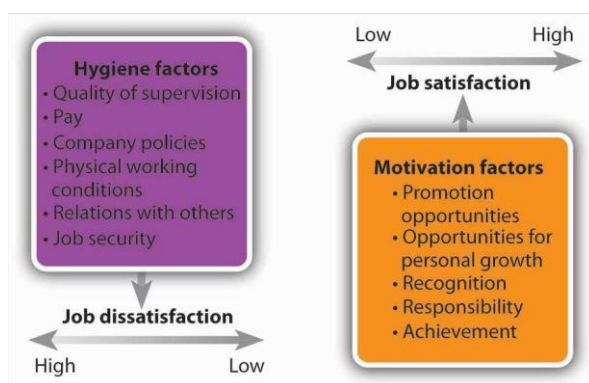 Hygiene factors
• Quality of supervision
• Pay
• Company policies
• Physical working
conditions
• Relations with others
• Job security
Job dissatisfaction
High Low
Low High
Job satisfaction
Motivation factors
• Promotion
opportunities
• Opportunities for
personal growth
• Recognition
• Responsibility
• Achievement